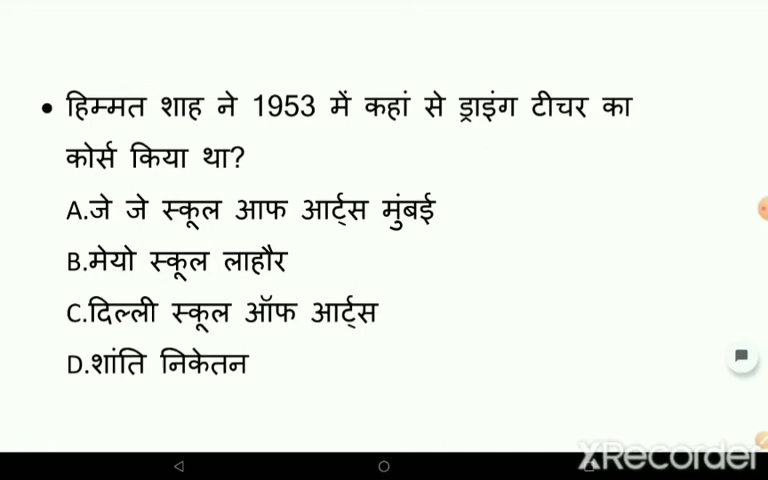 • हिम्मत शाह ने 1953 में कहां से ड्राइंग टीचर का
कोर्स किया था?
A.जे जे स्कूल आफ आर्ट्स मुंबई
B.मेयो स्कूल लाहौर
C.दिल्ली स्कूल ऑफ आर्ट्स
D.शांति निकेतन
XRecorder